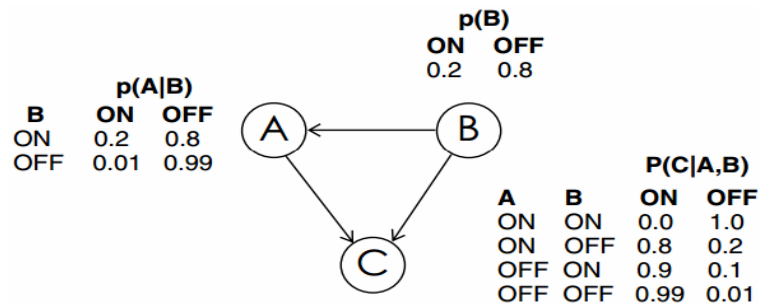 p(B)
ON OFF
0.2 0.8
p(A|B)
B ON OFF
ON 0.2 0.8
OFF 0.01 0.99
A
B
C
P(C|A,B)
A B ON OFF
ON ON 0.0 1.0
ON OFF 0.8 0.2
OFF ON 0.9 0.1
OFF OFF 0.99 0.01